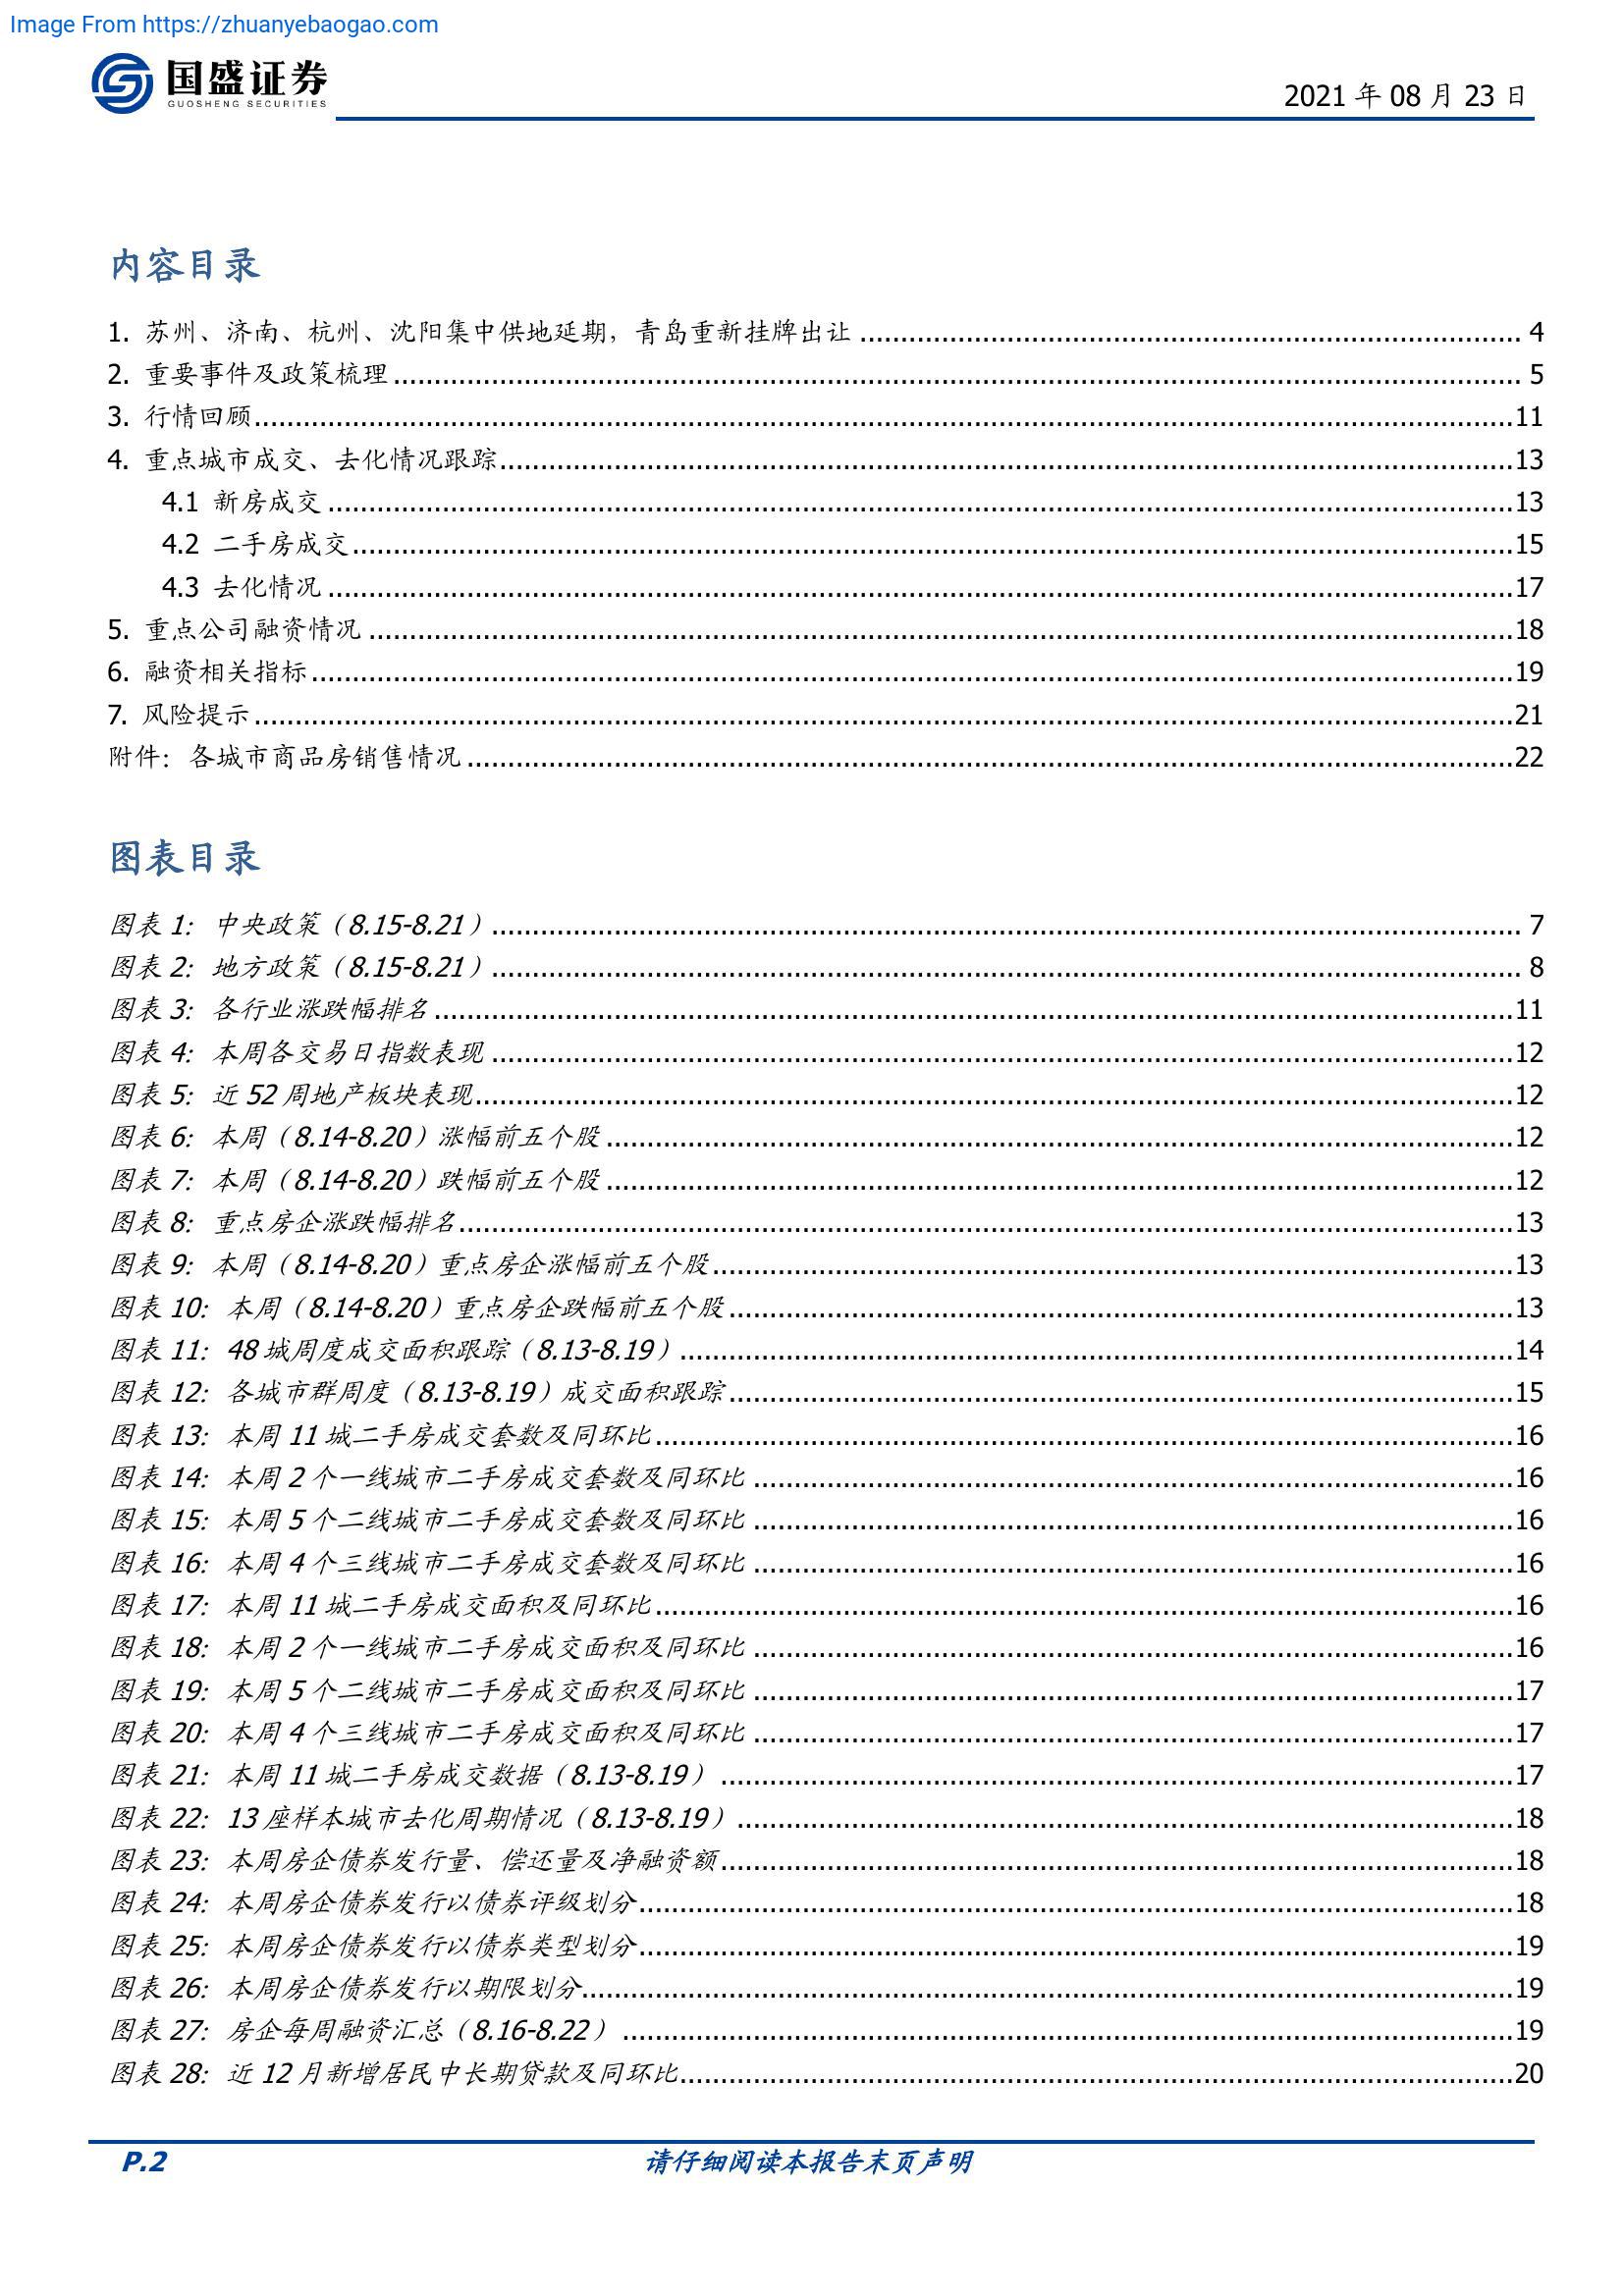 Image From https://zhuanyebaogao.com
国盛证券
GUOSHENG SECURITIES
2021 年 08 月 23 日
内容目录
1. 苏州、济南、杭州、沈阳集中供地延期，青岛重新挂牌出让 4
2. 重要事件及政策梳理 5
3. 行情回顾 11
4. 重点城市成交、去化情况跟踪 13
4.1 新房成交 13
4.2 二手房成交 15
4.3 去化情况 17
5. 重点公司融资情况 18
6. 融资相关指标 19
7. 风险提示 21
附件：各城市商品房销售情况 22
图表目录
图表 1：中央政策（8.15-8.21） 7
图表 2：地方政策（8.15-8.21） 8
图表 3：各行业涨跌幅排名 11
图表 4：本周各交易日指数表现 12
图表 5：近 52 周地产板块表现 12
图表 6：本周（8.14-8.20）涨幅前五个股 12
图表 7：本周（8.14-8.20）跌幅前五个股 12
图表 8：重点房企涨跌幅排名 13
图表 9：本周（8.14-8.20）重点房企涨幅前五个股 13
图表 10：本周（8.14-8.20）重点房企跌幅前五个股 13
图表 11：48 城周度成交面积跟踪（8.13-8.19） 14
图表 12：各城市群周度（8.13-8.19）成交面积跟踪 15
图表 13：本周 11 城二手房成交套数及同环比 16
图表 14：本周 2 个一线城市二手房成交套数及同环比 16
图表 15：本周 5 个二线城市二手房成交套数及同环比 16
图表 16：本周 4 个三线城市二手房成交套数及同环比 16
图表 17：本周 11 城二手房成交面积及同环比 16
图表 18：本周 2 个一线城市二手房成交面积及同环比 16
图表 19：本周 5 个二线城市二手房成交面积及同环比 17
图表 20：本周 4 个三线城市二手房成交面积及同环比 17
图表 21：本周 11 城二手房成交数据（8.13-8.19） 17
图表 22：13 座样本城市去化周期情况（8.13-8.19） 18
图表 23：本周房企债券发行量、偿还量及净融资额 18
图表 24：本周房企债券发行以债券评级划分 18
图表 25：本周房企债券发行以债券类型划分 19
图表 26：本周房企债券发行以期限划分 19
图表 27：房企每周融资汇总（8.16-8.22） 19
图表 28：近 12 月新增居民中长期贷款及同环比 20
P.2
请仔细阅读本报告末页声明